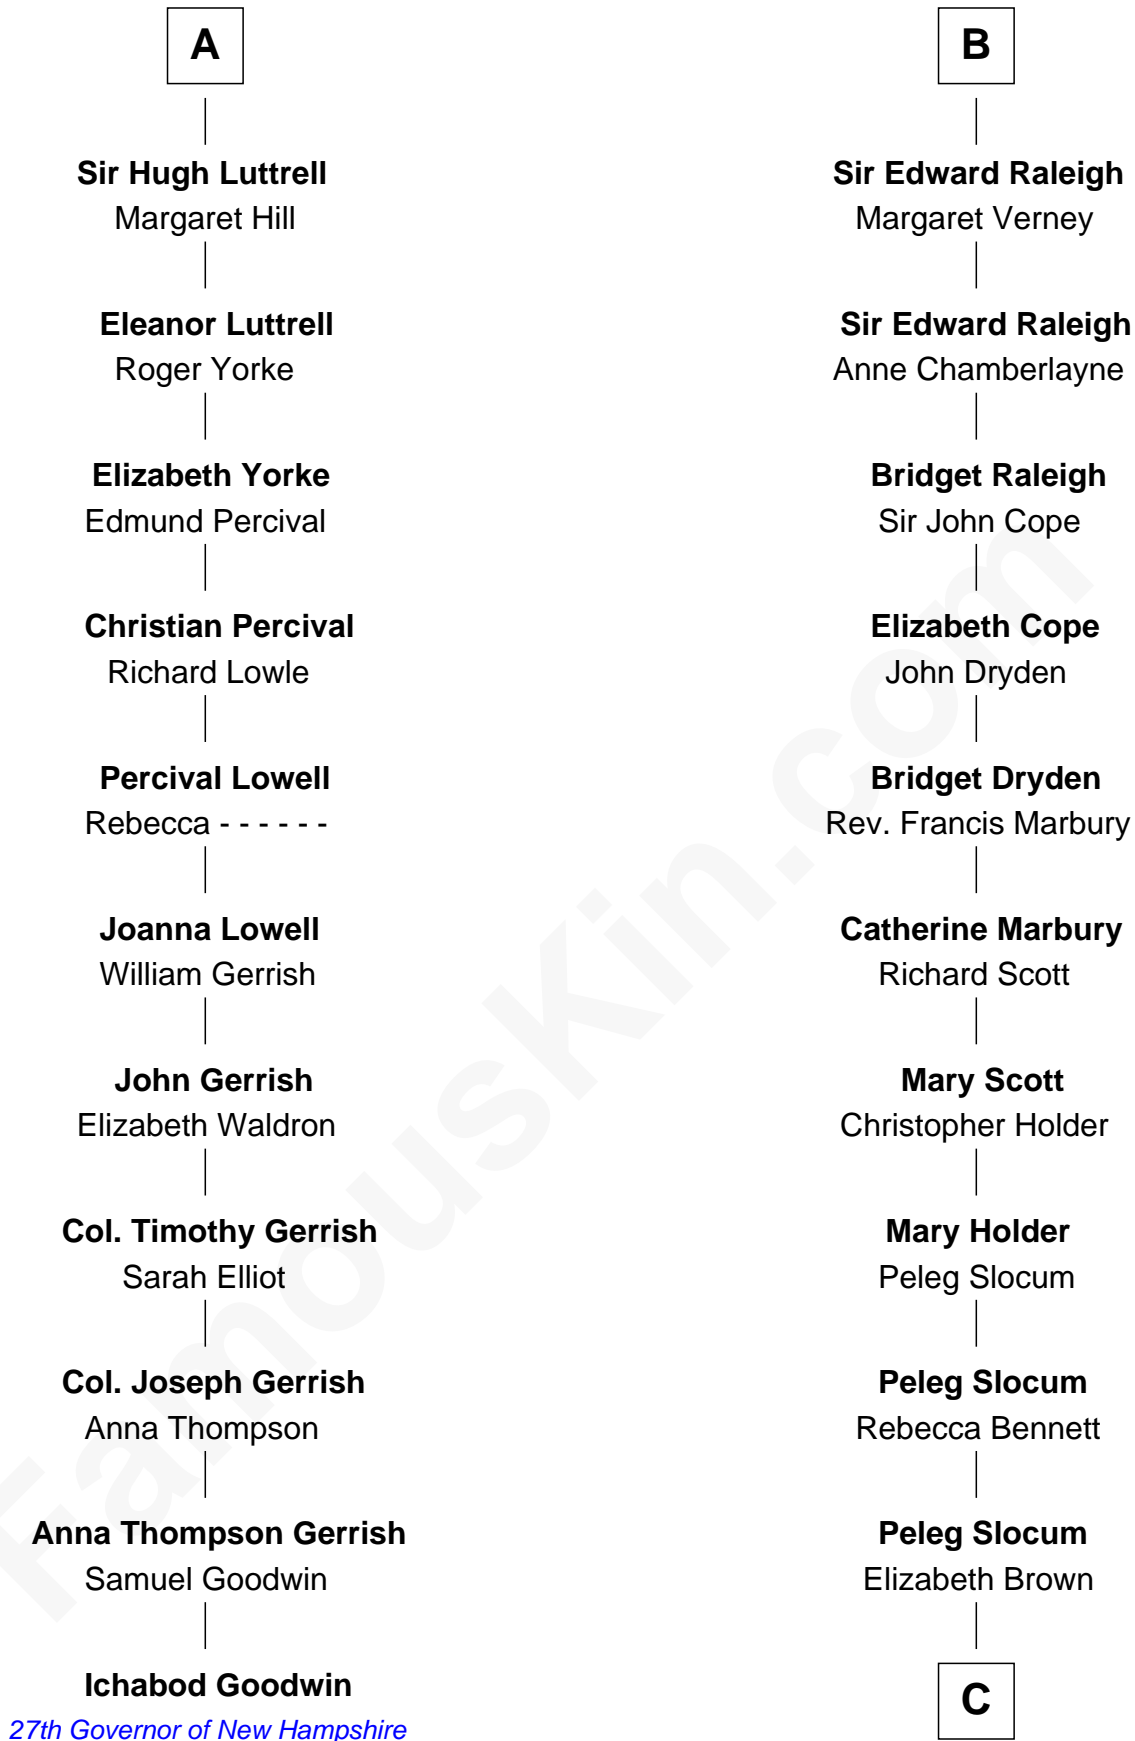 A
Sir Hugh Luttrell
Margaret Hill
Eleanor Luttrell
Roger Yorke
Elizabeth Yorke
Edmund Percival
Christian Percival
Richard Lowle
Percival Lowell
Rebecca - - - - - -
Joanna Lowell
William Gerrish
John Gerrish
Elizabeth Waldron
Col. Timothy Gerrish
Sarah Elliot
Col. Joseph Gerrish
Anna Thompson
Anna Thompson Gerrish
Samuel Goodwin
Ichabod Goodwin
27th Governor of New Hampshire
B
Sir Edward Raleigh
Margaret Verney
Sir Edward Raleigh
Anne Chamberlayne
Bridget Raleigh
Sir John Cope
Elizabeth Cope
John Dryden
Bridget Dryden
Rev. Francis Marbury
Catherine Marbury
Richard Scott
Mary Scott
Christopher Holder
Mary Holder
Peleg Slocum
Peleg Slocum
Rebecca Bennett
Peleg Slocum
Elizabeth Brown
C
FamousKin.com